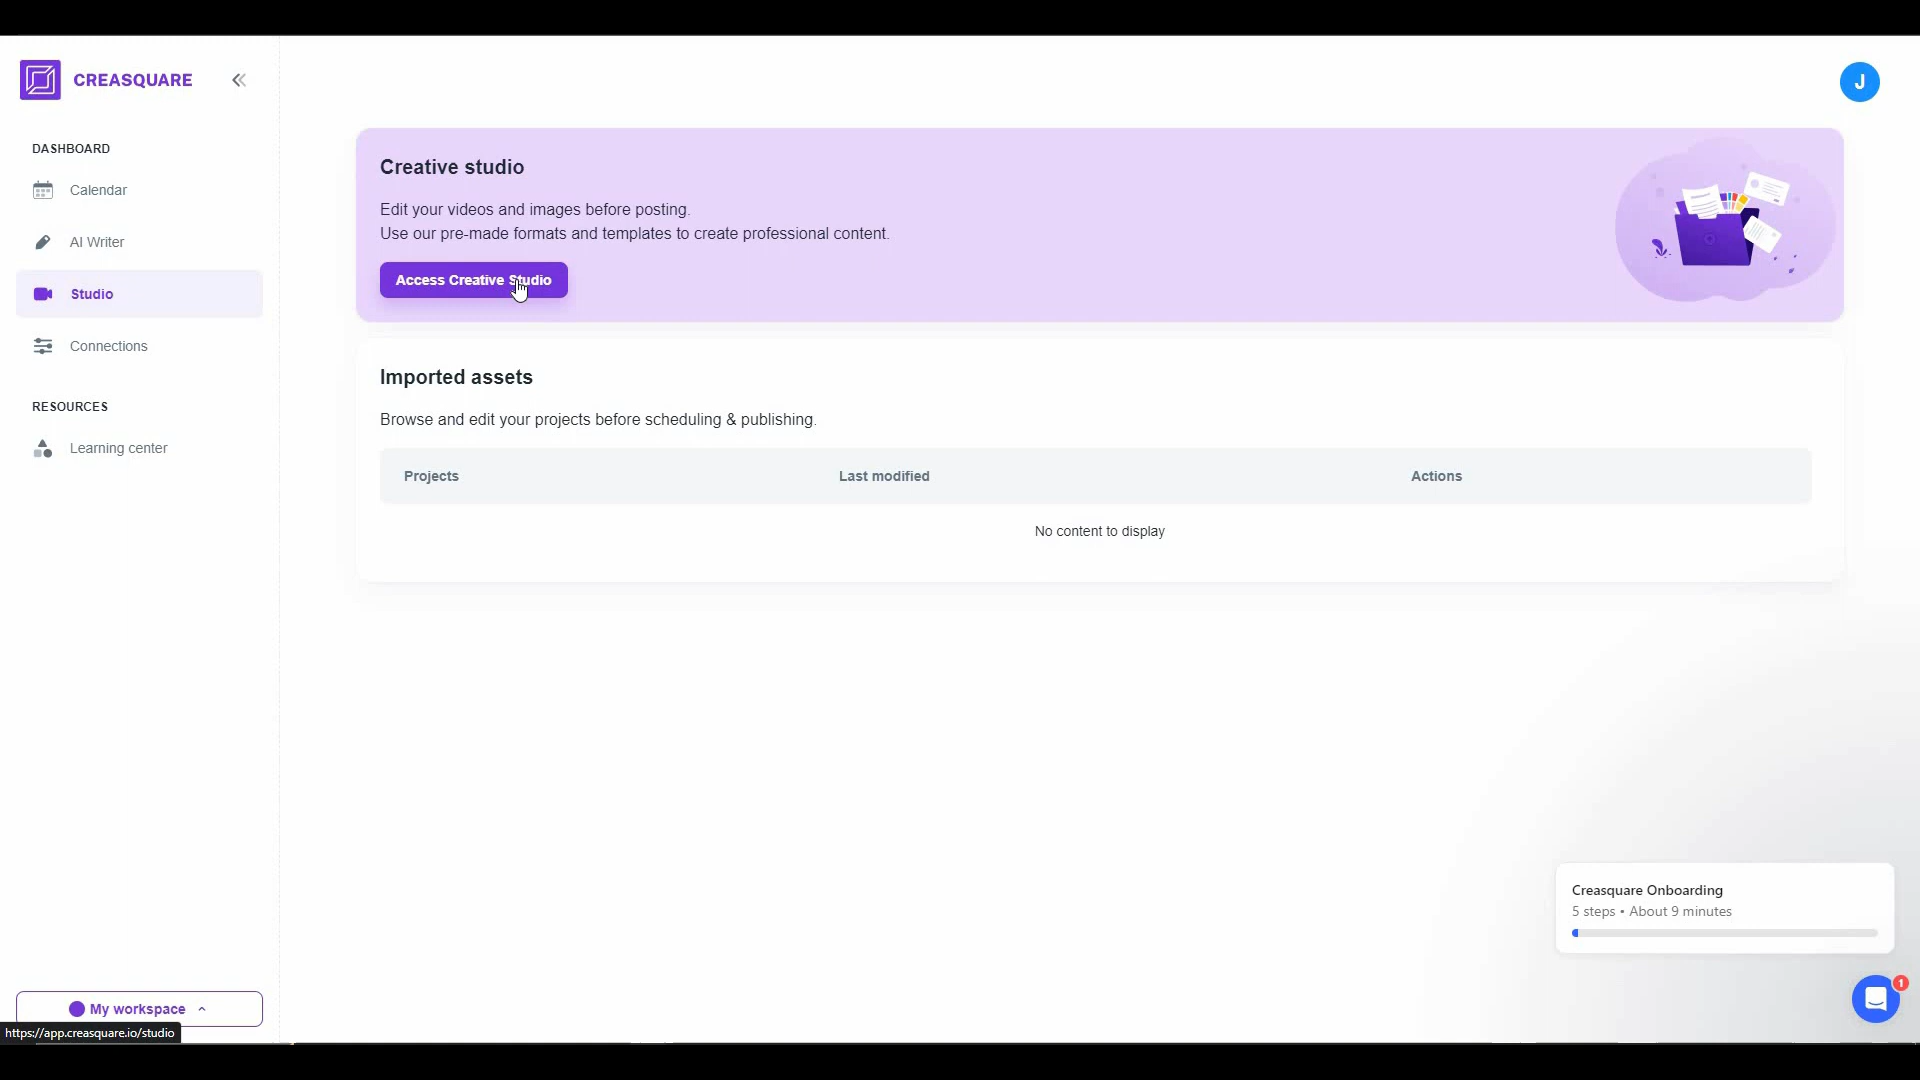 CREASQUARE
J
DASHBOARD
Calendar
AI Writer
Studio
Connections
RESOURCES
Learning center
Creative studio
Edit your videos and images before posting.
Use our pre-made formats and templates to create professional content.
Access Creative Studio
Imported assets
Browse and edit your projects before scheduling & publishing.
Projects Last modified Actions
No content to display
Creasquare Onboarding
5 steps • About 9 minutes
1
My workspace
https://app.creasquare.io/studio